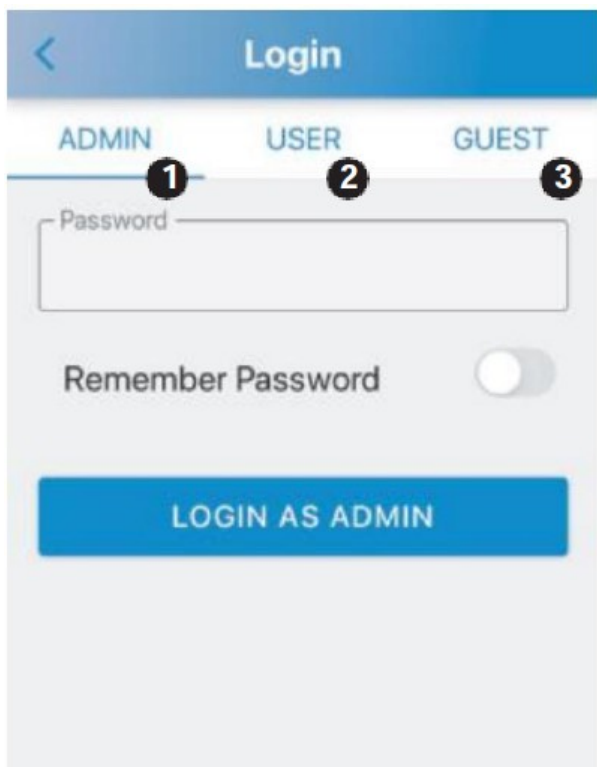 Login
ADMIN USER GUEST
1 2 3
Password
Remember Password
LOGIN AS ADMIN